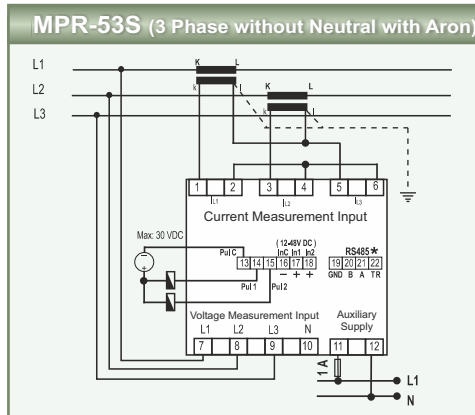 MPR-53S (3 Phase without Neutral with Aron)
L1
K L
L2
k l
K L
L3
k l
1 2 3 4 5 6
IL1 IL2 IL3
Current Measurement Input
Max: 30 VDC
Pul C
(12-48V DC)
InC In1 In2
RS485*
13 14 15 16 17 18 19 20 21 22
− + +
GND B A TR
Pul 1
Pul 2
Voltage Measurement Input
Auxiliary
Supply
L1 L2 L3 N
7 8 9 10 11 12
1 A
L1
N